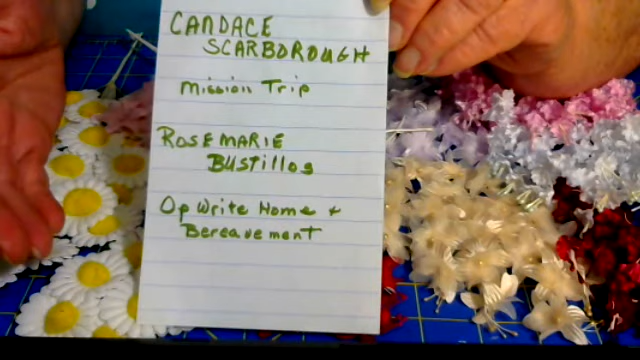 CANDACE
SCARBOROUGH
Mission Trip
ROSEMARIE
BUSTillos
Op Write Home +
Bereavement